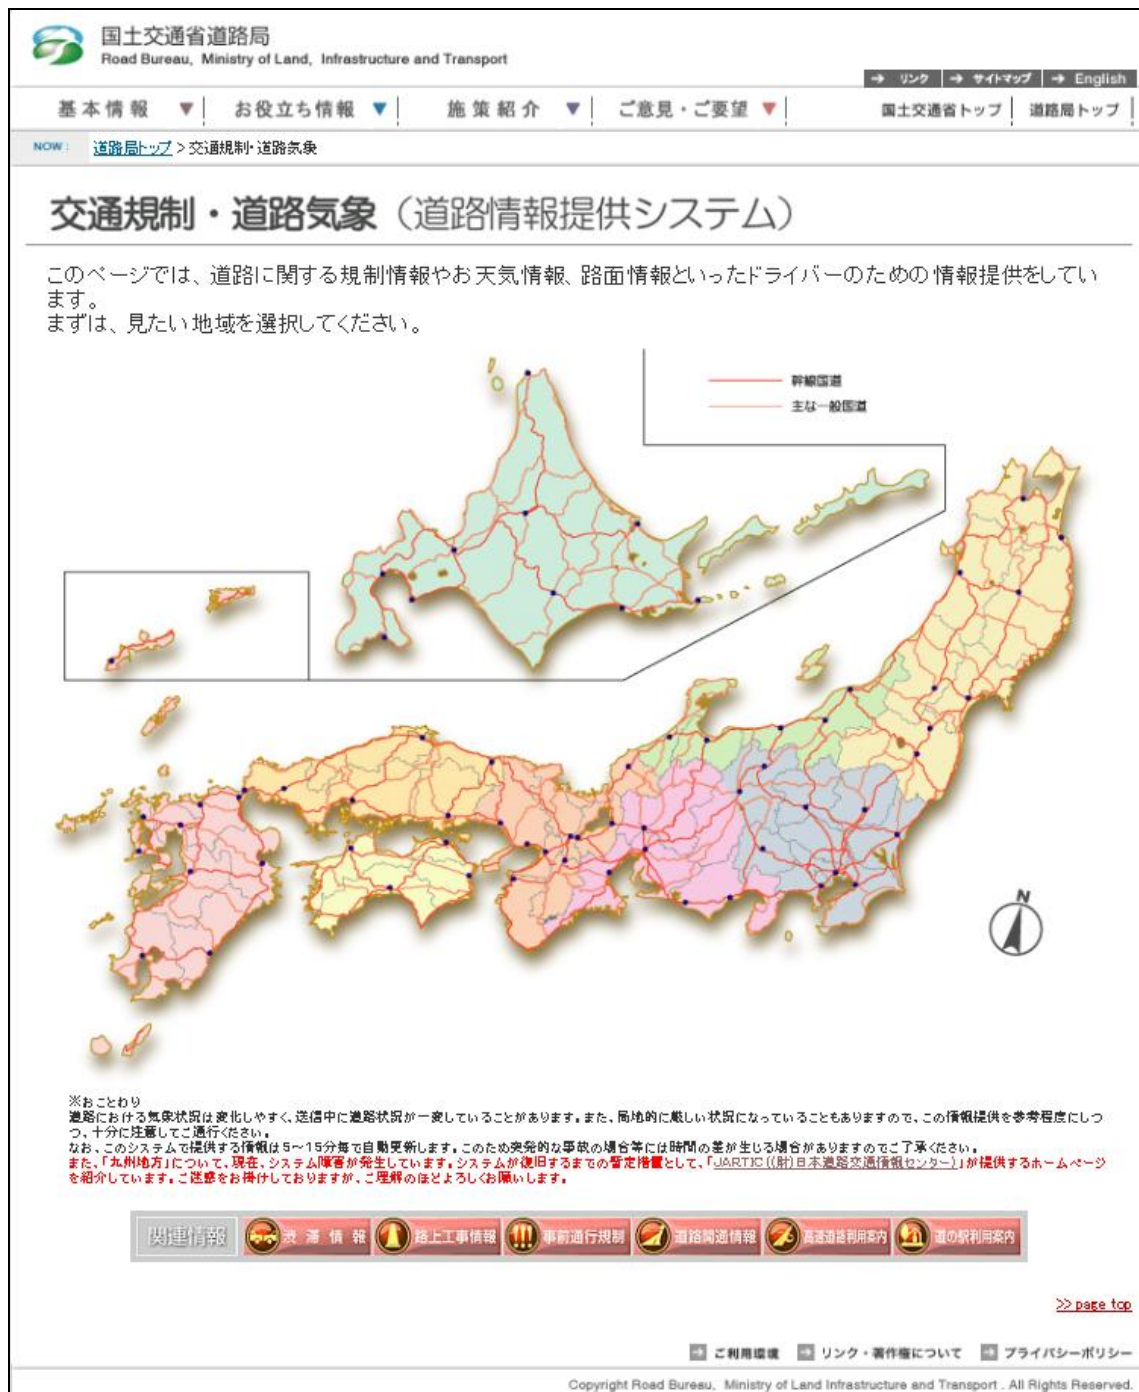 国土交通省道路局
Road Bureau, Ministry of Land, Infrastructure and Transport
→ リンク → サイトマップ → English
基本情報 ▼ お役立ち情報 ▼ 施策紹介 ▼ ご意見・ご要望 ▼ 国土交通省トップ 道路局トップ
NOW : 道路局トップ > 交通規制・道路気象
交通規制・道路気象（道路情報提供システム）
このページでは、道路に関する規制情報やお天気情報、路面情報といったドライバーのための情報提供をしてい
ます。
まずは、見たい地域を選択してください。
幹線国道
主な一般国道
N
※おことわり
道路における気象状況は変化しやすく、送信中に道路状況が一変していることがあります。また、局地的に厳しい状況になっていることもありますので、この情報提供を参考程度にしつ
つ、十分に注意してご通行ください。
なお、このシステムで提供する情報は5～15分毎で自動更新します。このため突発的な事故の場合等には時間の差が生じる場合がありますのでご了承ください。
また、「九州地方」について、現在、システム障害が発生しています。システムが復旧するまでの暫定措置として、「JARTIC((財)日本道路交通情報センター)」が提供するホームページ
を紹介しています。ご迷惑をお掛けしておりますが、ご理解のほどよろしくお願いします。
関連情報 渋滞情報 路上工事情報 事前通行規制 道路開通情報 高速道路利用案内 道の駅利用案内
>> page top
ご利用環境 リンク・著作権について プライバシーポリシー
Copyright Road Bureau, Ministry of Land Infrastructure and Transport . All Rights Reserved.